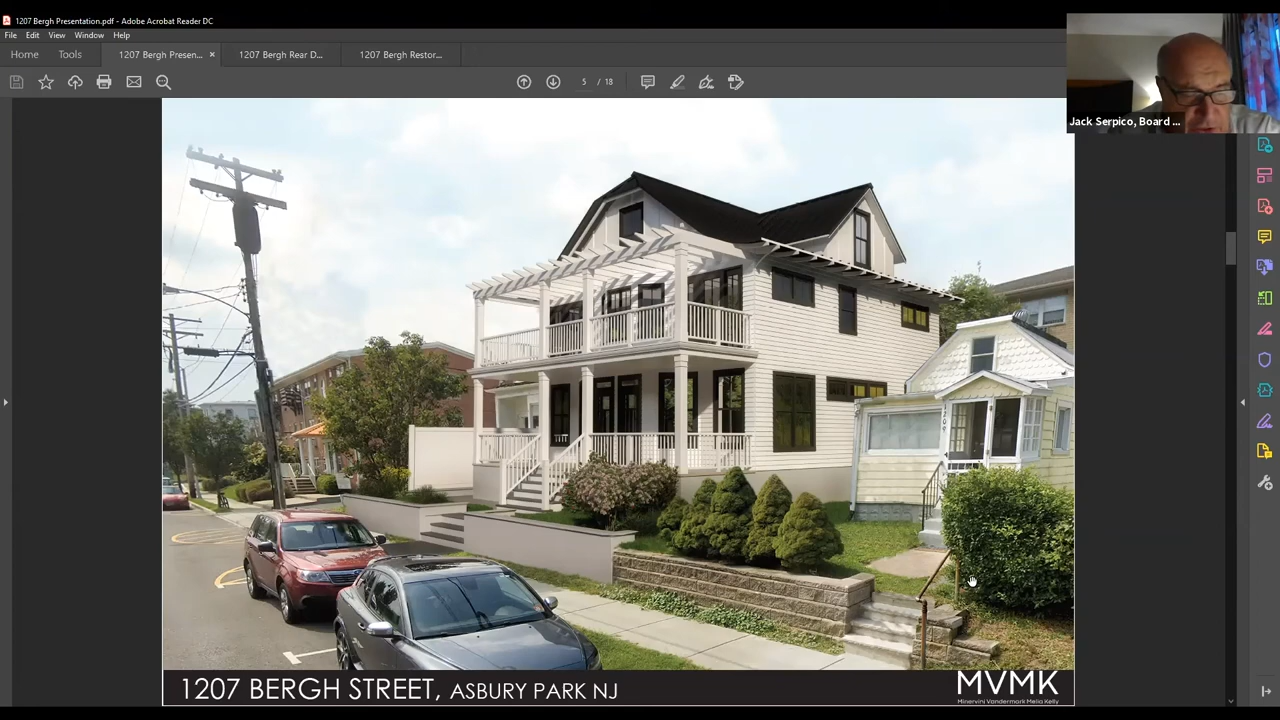 1207 Bergh Presentation.pdf - Adobe Acrobat Reader DC
File Edit View Window Help
Home Tools 1207 Bergh Presen... × 1207 Bergh Rear D... 1207 Bergh Restor...
5 / 18
Jack Serpico, Board ...
1209
1207 BERGH STREET, ASBURY PARK NJ
MVMK
Minervini Vandermark Melia Kelly